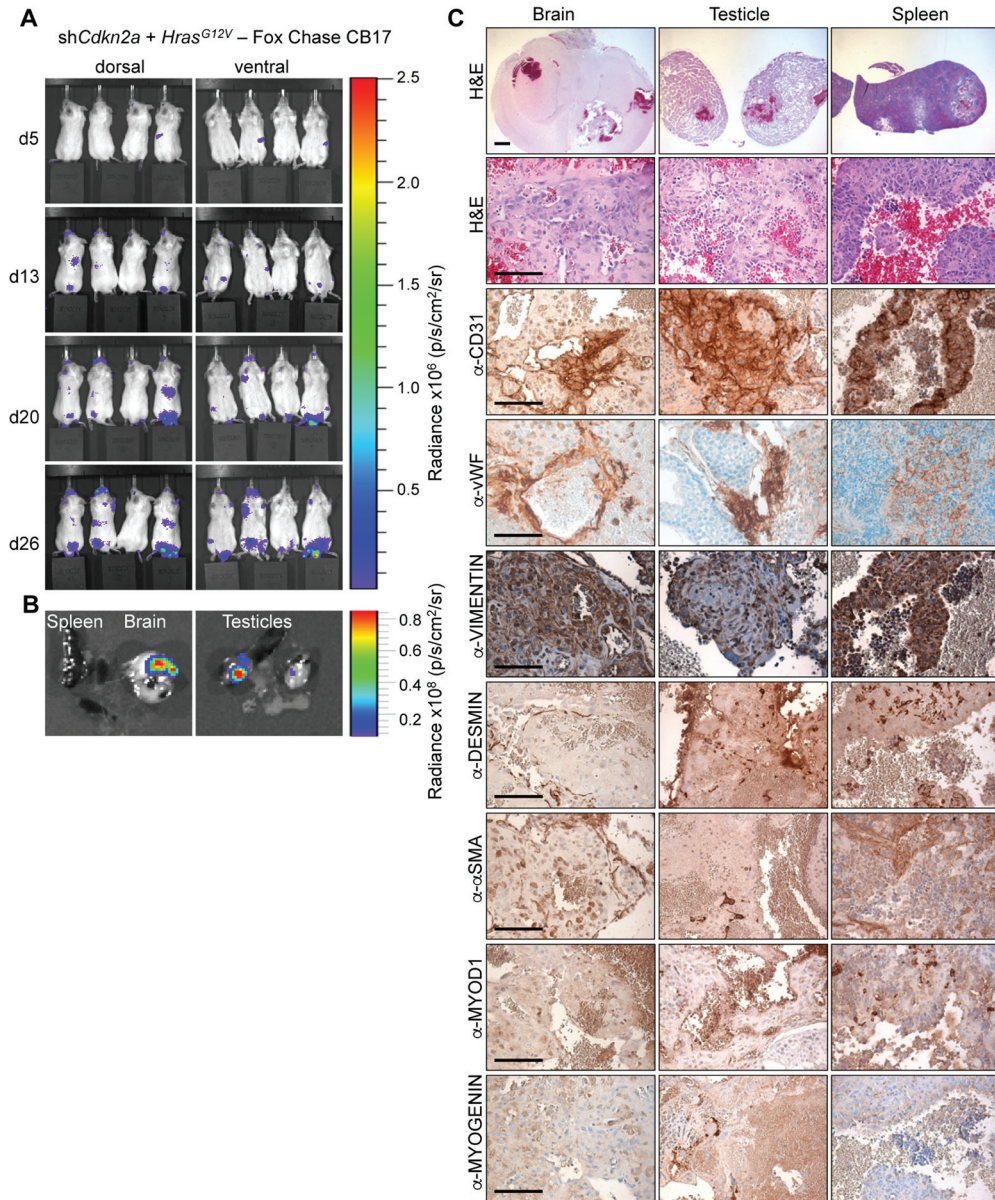 A
shCdkn2a + HrasG12V – Fox Chase CB17
dorsal ventral
d5
d13
d20
d26
2.5
2.0
1.5
1.0
0.5
Radiance x10⁶ (p/s/cm²/sr)
B
Spleen Brain Testicles
0.8
0.6
0.4
0.2
Radiance x10⁸ (p/s/cm²/sr)
C
Brain Testicle Spleen
H&E
H&E
α-CD31
α-vWF
α-VIMENTIN
α-DESMIN
α-αSMA
α-MYOD1
α-MYOGENIN